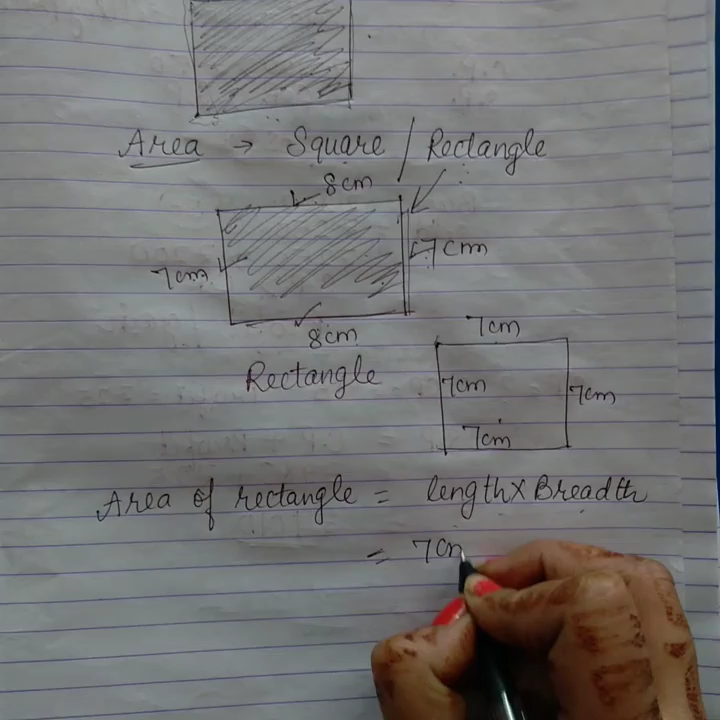 Area → Square / Rectangle
8cm
7cm
7cm
8cm
Rectangle
7cm
7cm
7cm
7cm
Area of rectangle = length × Breadth
= 7cm